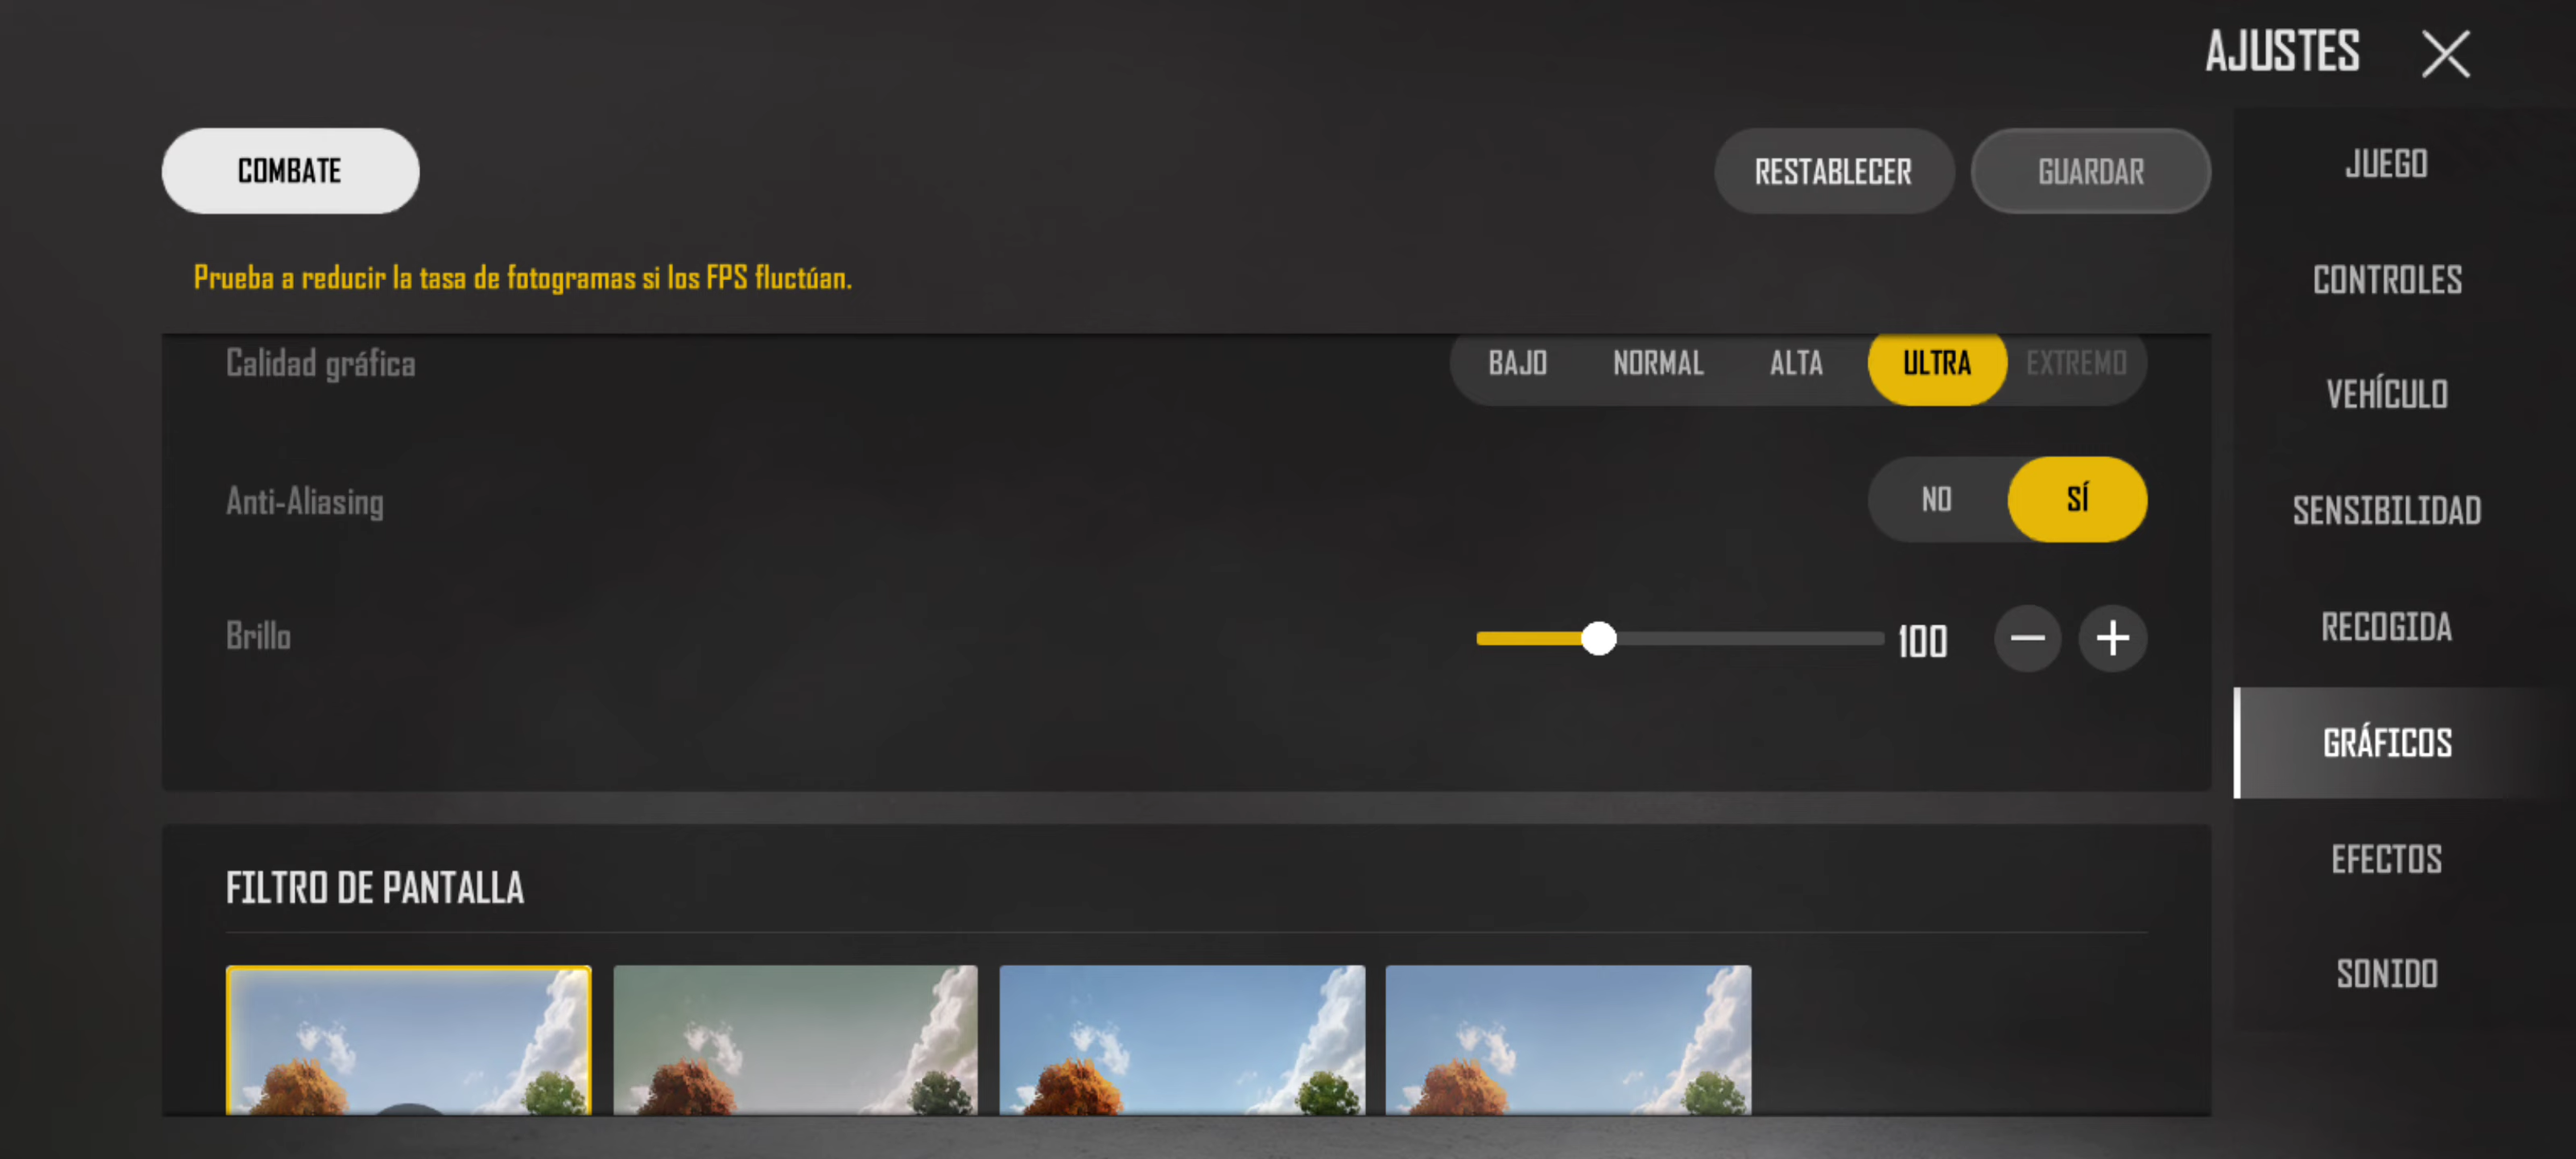 AJUSTES
COMBATE
RESTABLECER
GUARDAR
Prueba a reducir la tasa de fotogramas si los FPS fluctúan.
Calidad gráfica
BAJO
NORMAL
ALTA
ULTRA
EXTREMO
Anti-Aliasing
NO
SÍ
Brillo
100
FILTRO DE PANTALLA
JUEGO
CONTROLES
VEHÍCULO
SENSIBILIDAD
RECOGIDA
GRÁFICOS
EFECTOS
SONIDO